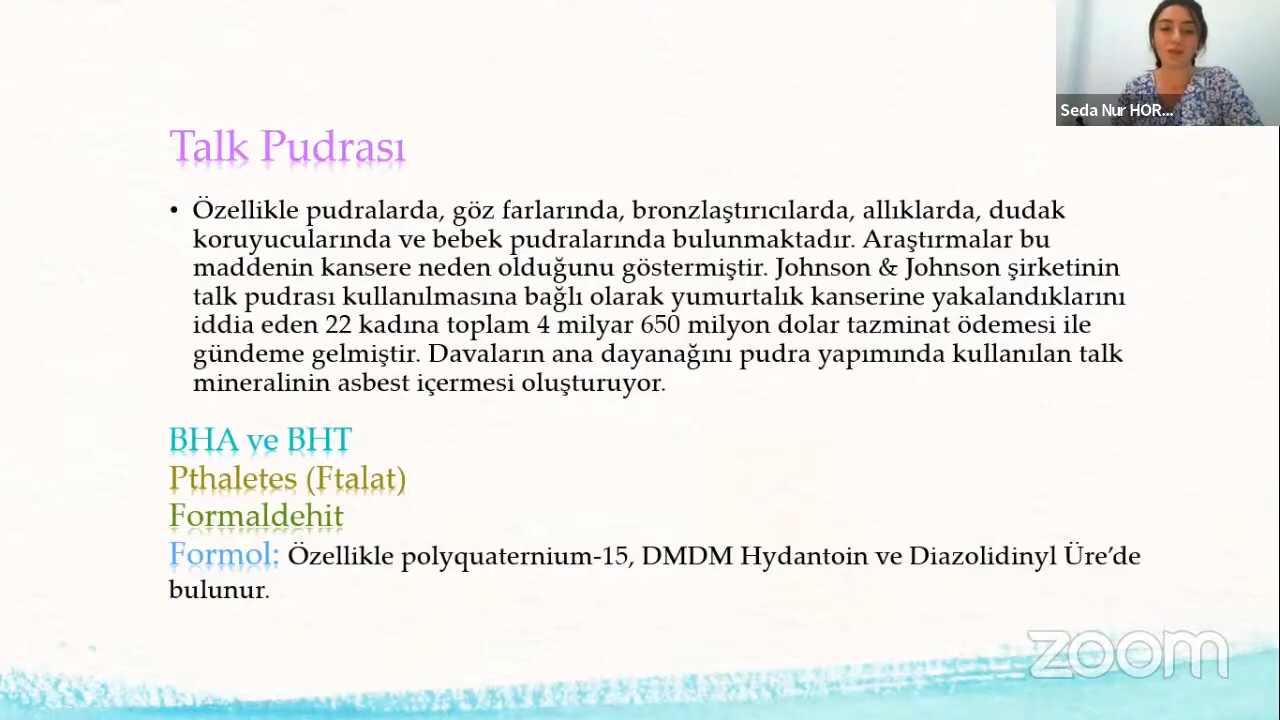 Seda Nur HOR...
Talk Pudrası
• Özellikle pudralarda, göz farlarında, bronzlaştırıcılarda, allıklarda, dudak
koruyucularında ve bebek pudralarında bulunmaktadır. Araştırmalar bu
maddenin kansere neden olduğunu göstermiştir. Johnson & Johnson şirketinin
talk pudrası kullanılmasına bağlı olarak yumurtalık kanserine yakalandıklarını
iddia eden 22 kadına toplam 4 milyar 650 milyon dolar tazminat ödemesi ile
gündeme gelmiştir. Davaların ana dayanağını pudra yapımında kullanılan talk
mineralinin asbest içermesi oluşturuyor.
BHA ve BHT
Pthaletes (Ftalat)
Formaldehit
Formol: Özellikle polyquaternium-15, DMDM Hydantoin ve Diazolidinyl Üre’de
bulunur.
zoom